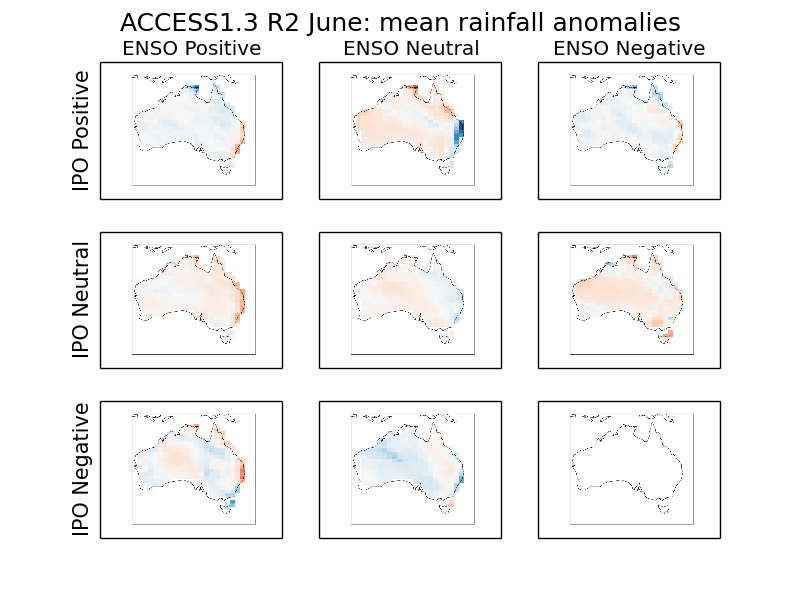 ACCESS1.3 R2 June: mean rainfall anomalies
ENSO Positive
ENSO Neutral
ENSO Negative
IPO Positive
IPO Neutral
IPO Negative